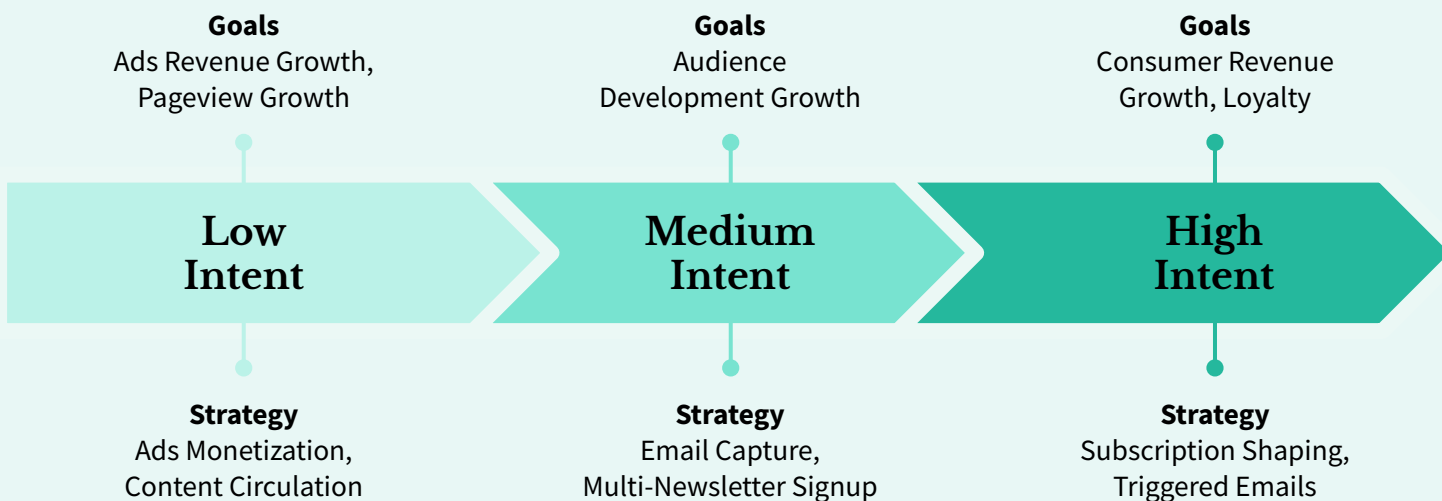 Goals
Ads Revenue Growth,
Pageview Growth
Goals
Audience
Development Growth
Goals
Consumer Revenue
Growth, Loyalty
Low
Intent
Medium
Intent
High
Intent
Strategy
Ads Monetization,
Content Circulation
Strategy
Email Capture,
Multi-Newsletter Signup
Strategy
Subscription Shaping,
Triggered Emails